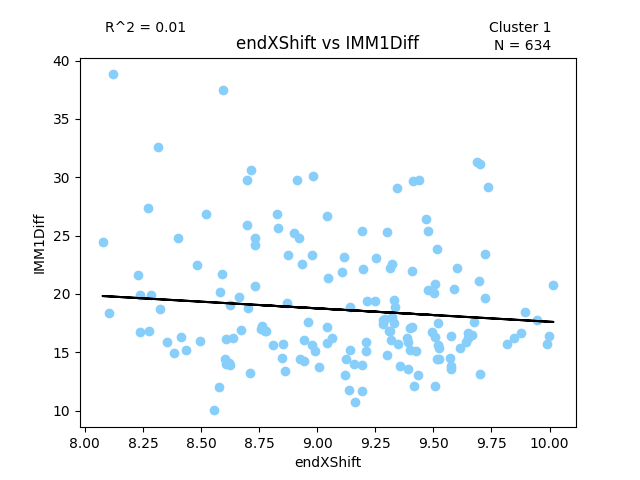 R^2 = 0.01
Cluster 1
N = 634
endXShift vs IMM1Diff
IMM1Diff
40
35
30
25
20
15
10
8.00 8.25 8.50 8.75 9.00 9.25 9.50 9.75 10.00
endXShift